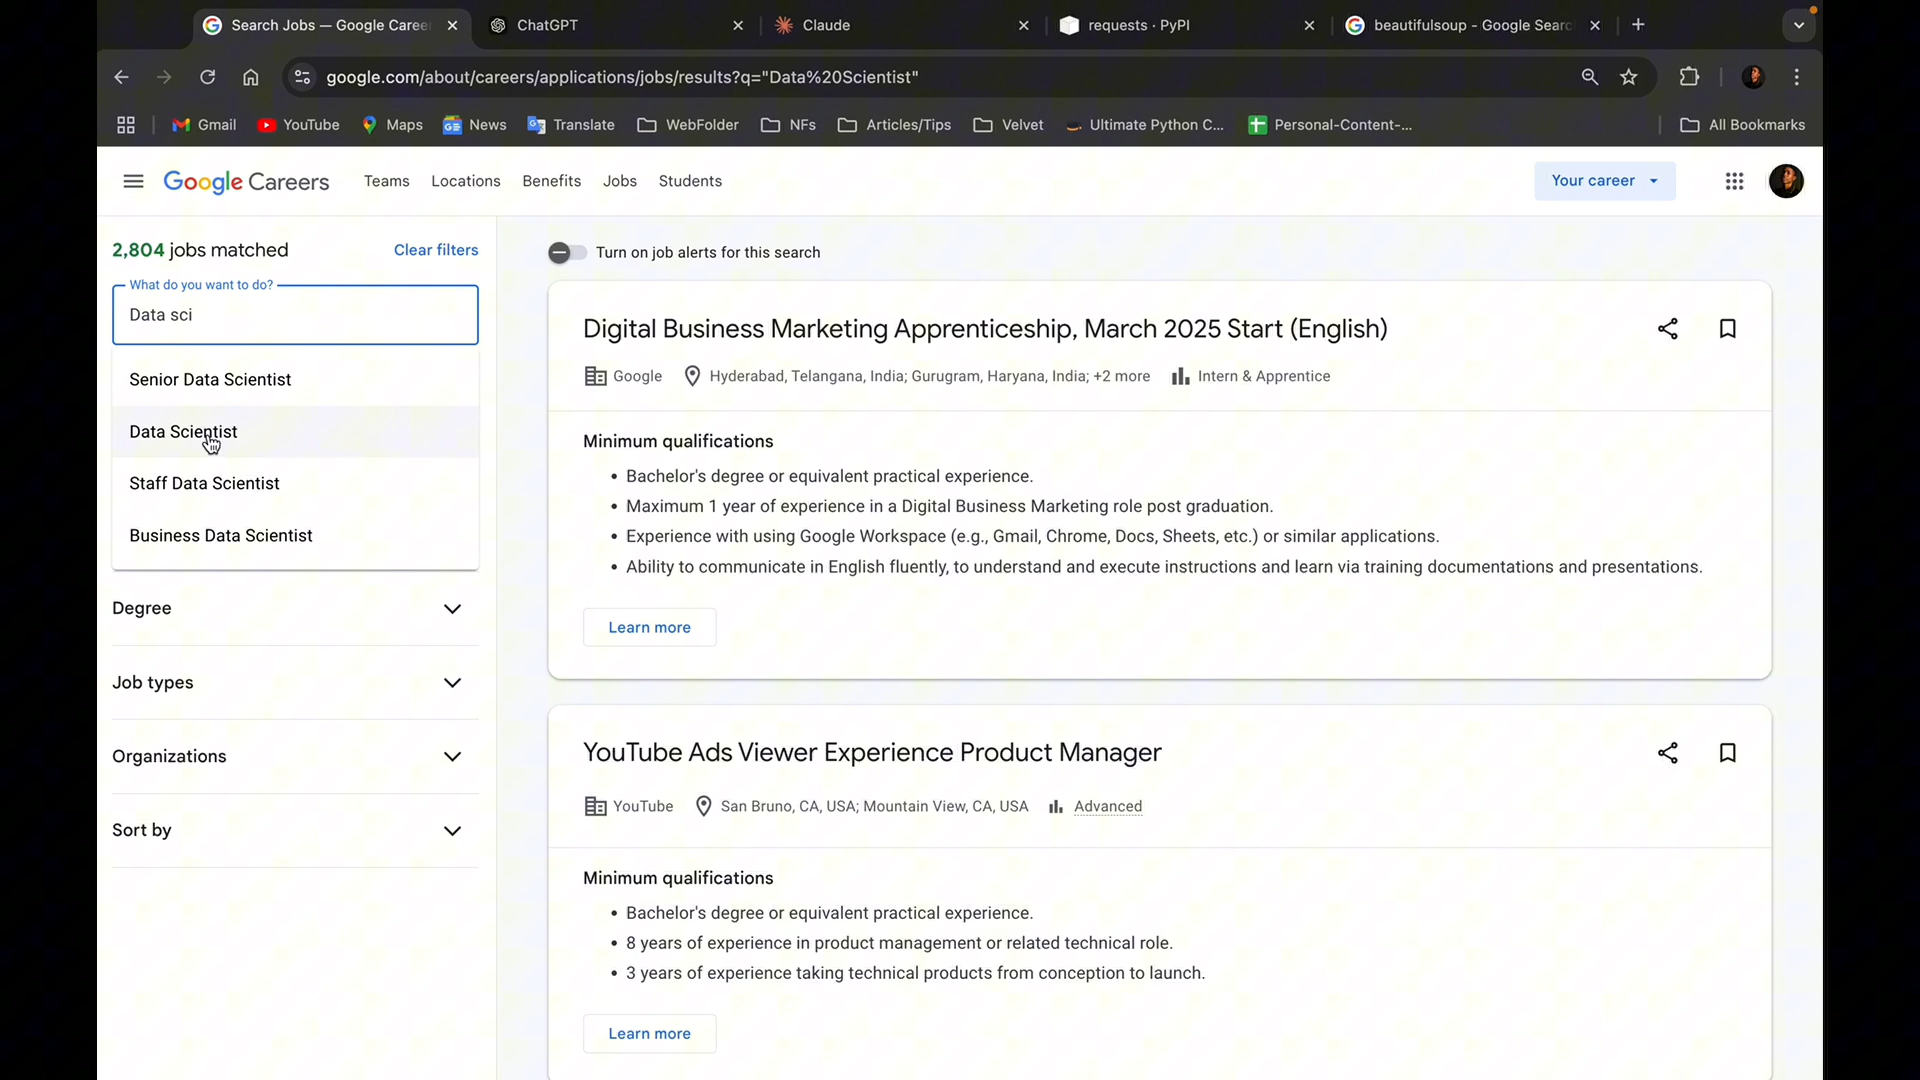 Search Jobs — Google Career
ChatGPT
Claude
requests · PyPI
beautifulsoup - Google Search
google.com/about/careers/applications/jobs/results?q="Data%20Scientist"
Gmail
YouTube
Maps
News
Translate
WebFolder
NFs
Articles/Tips
Velvet
Ultimate Python C...
Personal-Content-...
All Bookmarks
Google Careers
Teams
Locations
Benefits
Jobs
Students
Your career
2,804 jobs matched
Clear filters
What do you want to do?
Data sci
Senior Data Scientist
Data Scientist
Staff Data Scientist
Business Data Scientist
Degree
Job types
Organizations
Sort by
Turn on job alerts for this search
Digital Business Marketing Apprenticeship, March 2025 Start (English)
Google
Hyderabad, Telangana, India; Gurugram, Haryana, India; +2 more
Intern & Apprentice
Minimum qualifications
• Bachelor's degree or equivalent practical experience.
• Maximum 1 year of experience in a Digital Business Marketing role post graduation.
• Experience with using Google Workspace (e.g., Gmail, Chrome, Docs, Sheets, etc.) or similar applications.
• Ability to communicate in English fluently, to understand and execute instructions and learn via training documentations and presentations.
Learn more
YouTube Ads Viewer Experience Product Manager
YouTube
San Bruno, CA, USA; Mountain View, CA, USA
Advanced
Minimum qualifications
• Bachelor's degree or equivalent practical experience.
• 8 years of experience in product management or related technical role.
• 3 years of experience taking technical products from conception to launch.
Learn more